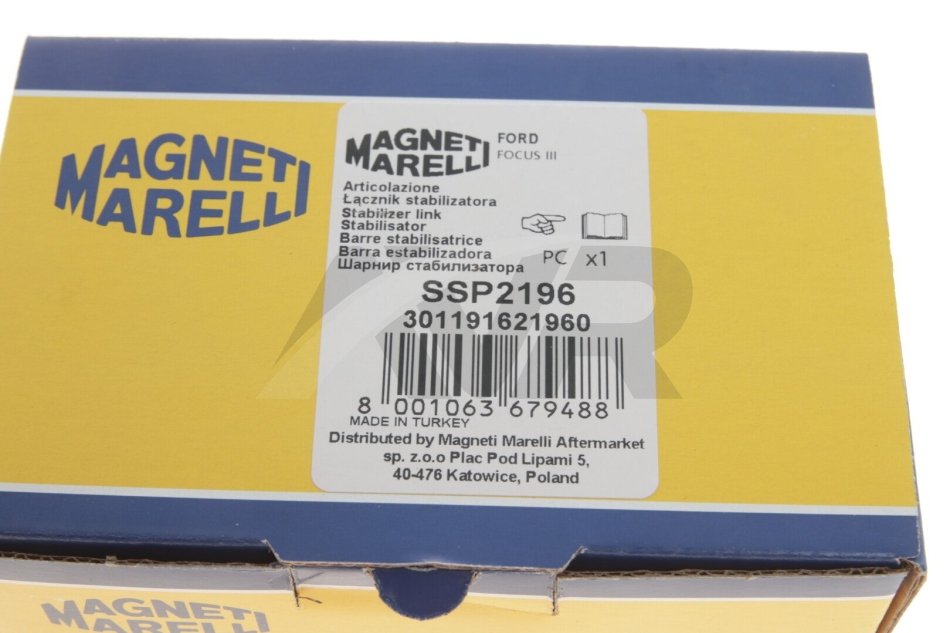 MAGNETI
MARELLI
MAGNETI
MARELLI
FORD
FOCUS III
Articolazione
Łącznik stabilizatora
Stabilizer link
Stabilisator
Barre stabilisatrice
Barra estabilizadora
Шарнир стабилизатора
PC x1
SSP2196
301191621960
8 001063 679488
MADE IN TURKEY
Distributed by Magneti Marelli Aftermarket
sp. z.o.o Plac Pod Lipami 5,
40-476 Katowice, Poland
MAGNETI
MARELLI